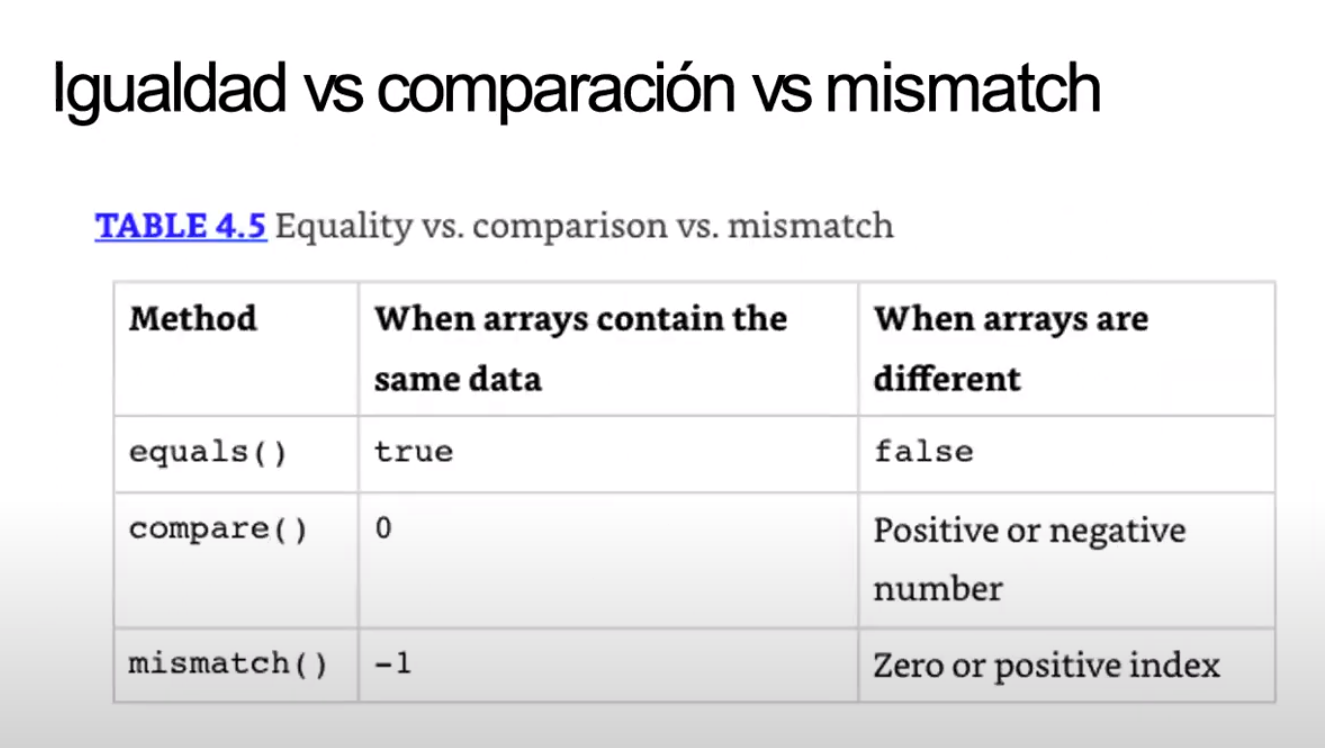 Igualdad vs comparación vs mismatch
TABLE 4.5 Equality vs. comparison vs. mismatch
Method
When arrays contain the
same data
When arrays are
different
equals()
true
false
compare()
0
Positive or negative
number
mismatch()
-1
Zero or positive index